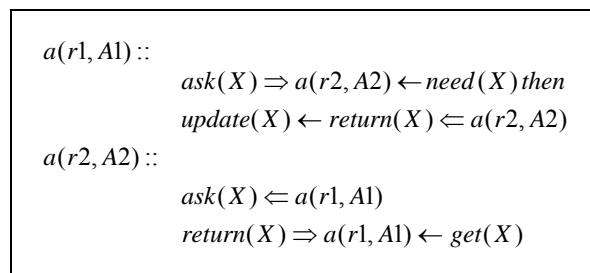 a(r1, A1) ::
ask(X) ⇒ a(r2, A2) ← need(X) then
update(X) ← return(X) ⇐ a(r2, A2)
a(r2, A2) ::
ask(X) ⇐ a(r1, A1)
return(X) ⇒ a(r1, A1) ← get(X)